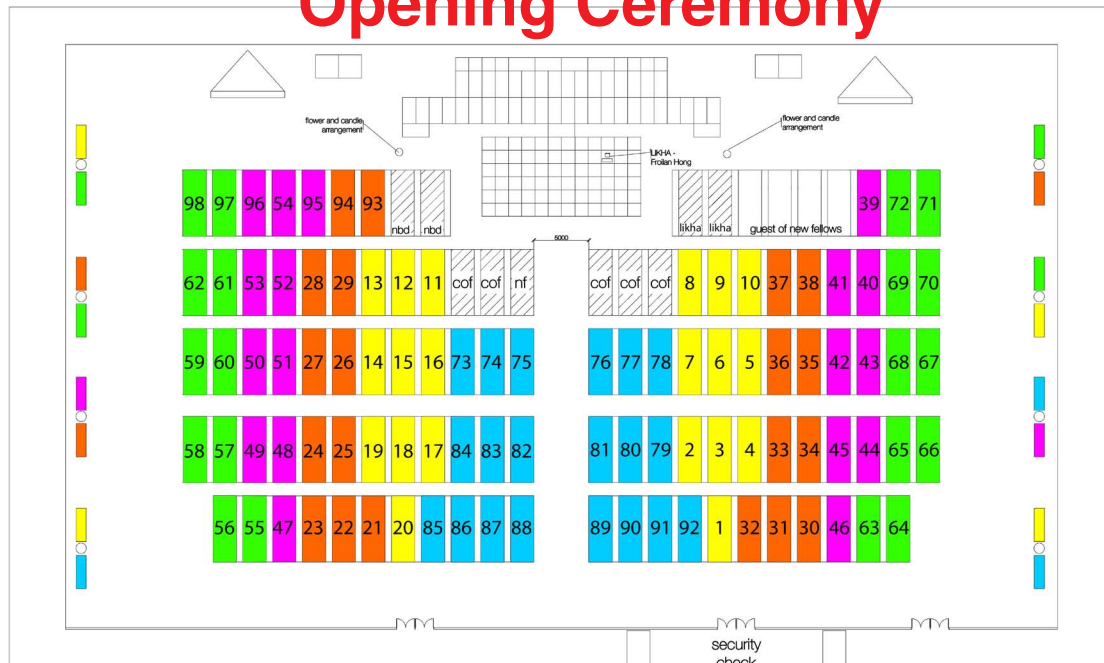 Opening Ceremony
flower and candle
arrangement
flower and candle
arrangement
LIKHA -
Froilan Hong
98 97 96 54 95 94 93 nbd nbd likha likha guest of new fellows 39 72 71
5000
62 61 53 52 28 29 13 12 11 cof cof nf cof cof cof 8 9 10 37 38 41 40 69 70
59 60 50 51 27 26 14 15 16 73 74 75 76 77 78 7 6 5 36 35 42 43 68 67
58 57 49 48 24 25 19 18 17 84 83 82 81 80 79 2 3 4 33 34 45 44 65 66
56 55 47 23 22 21 20 85 86 87 88 89 90 91 92 1 32 31 30 46 63 64
security
check